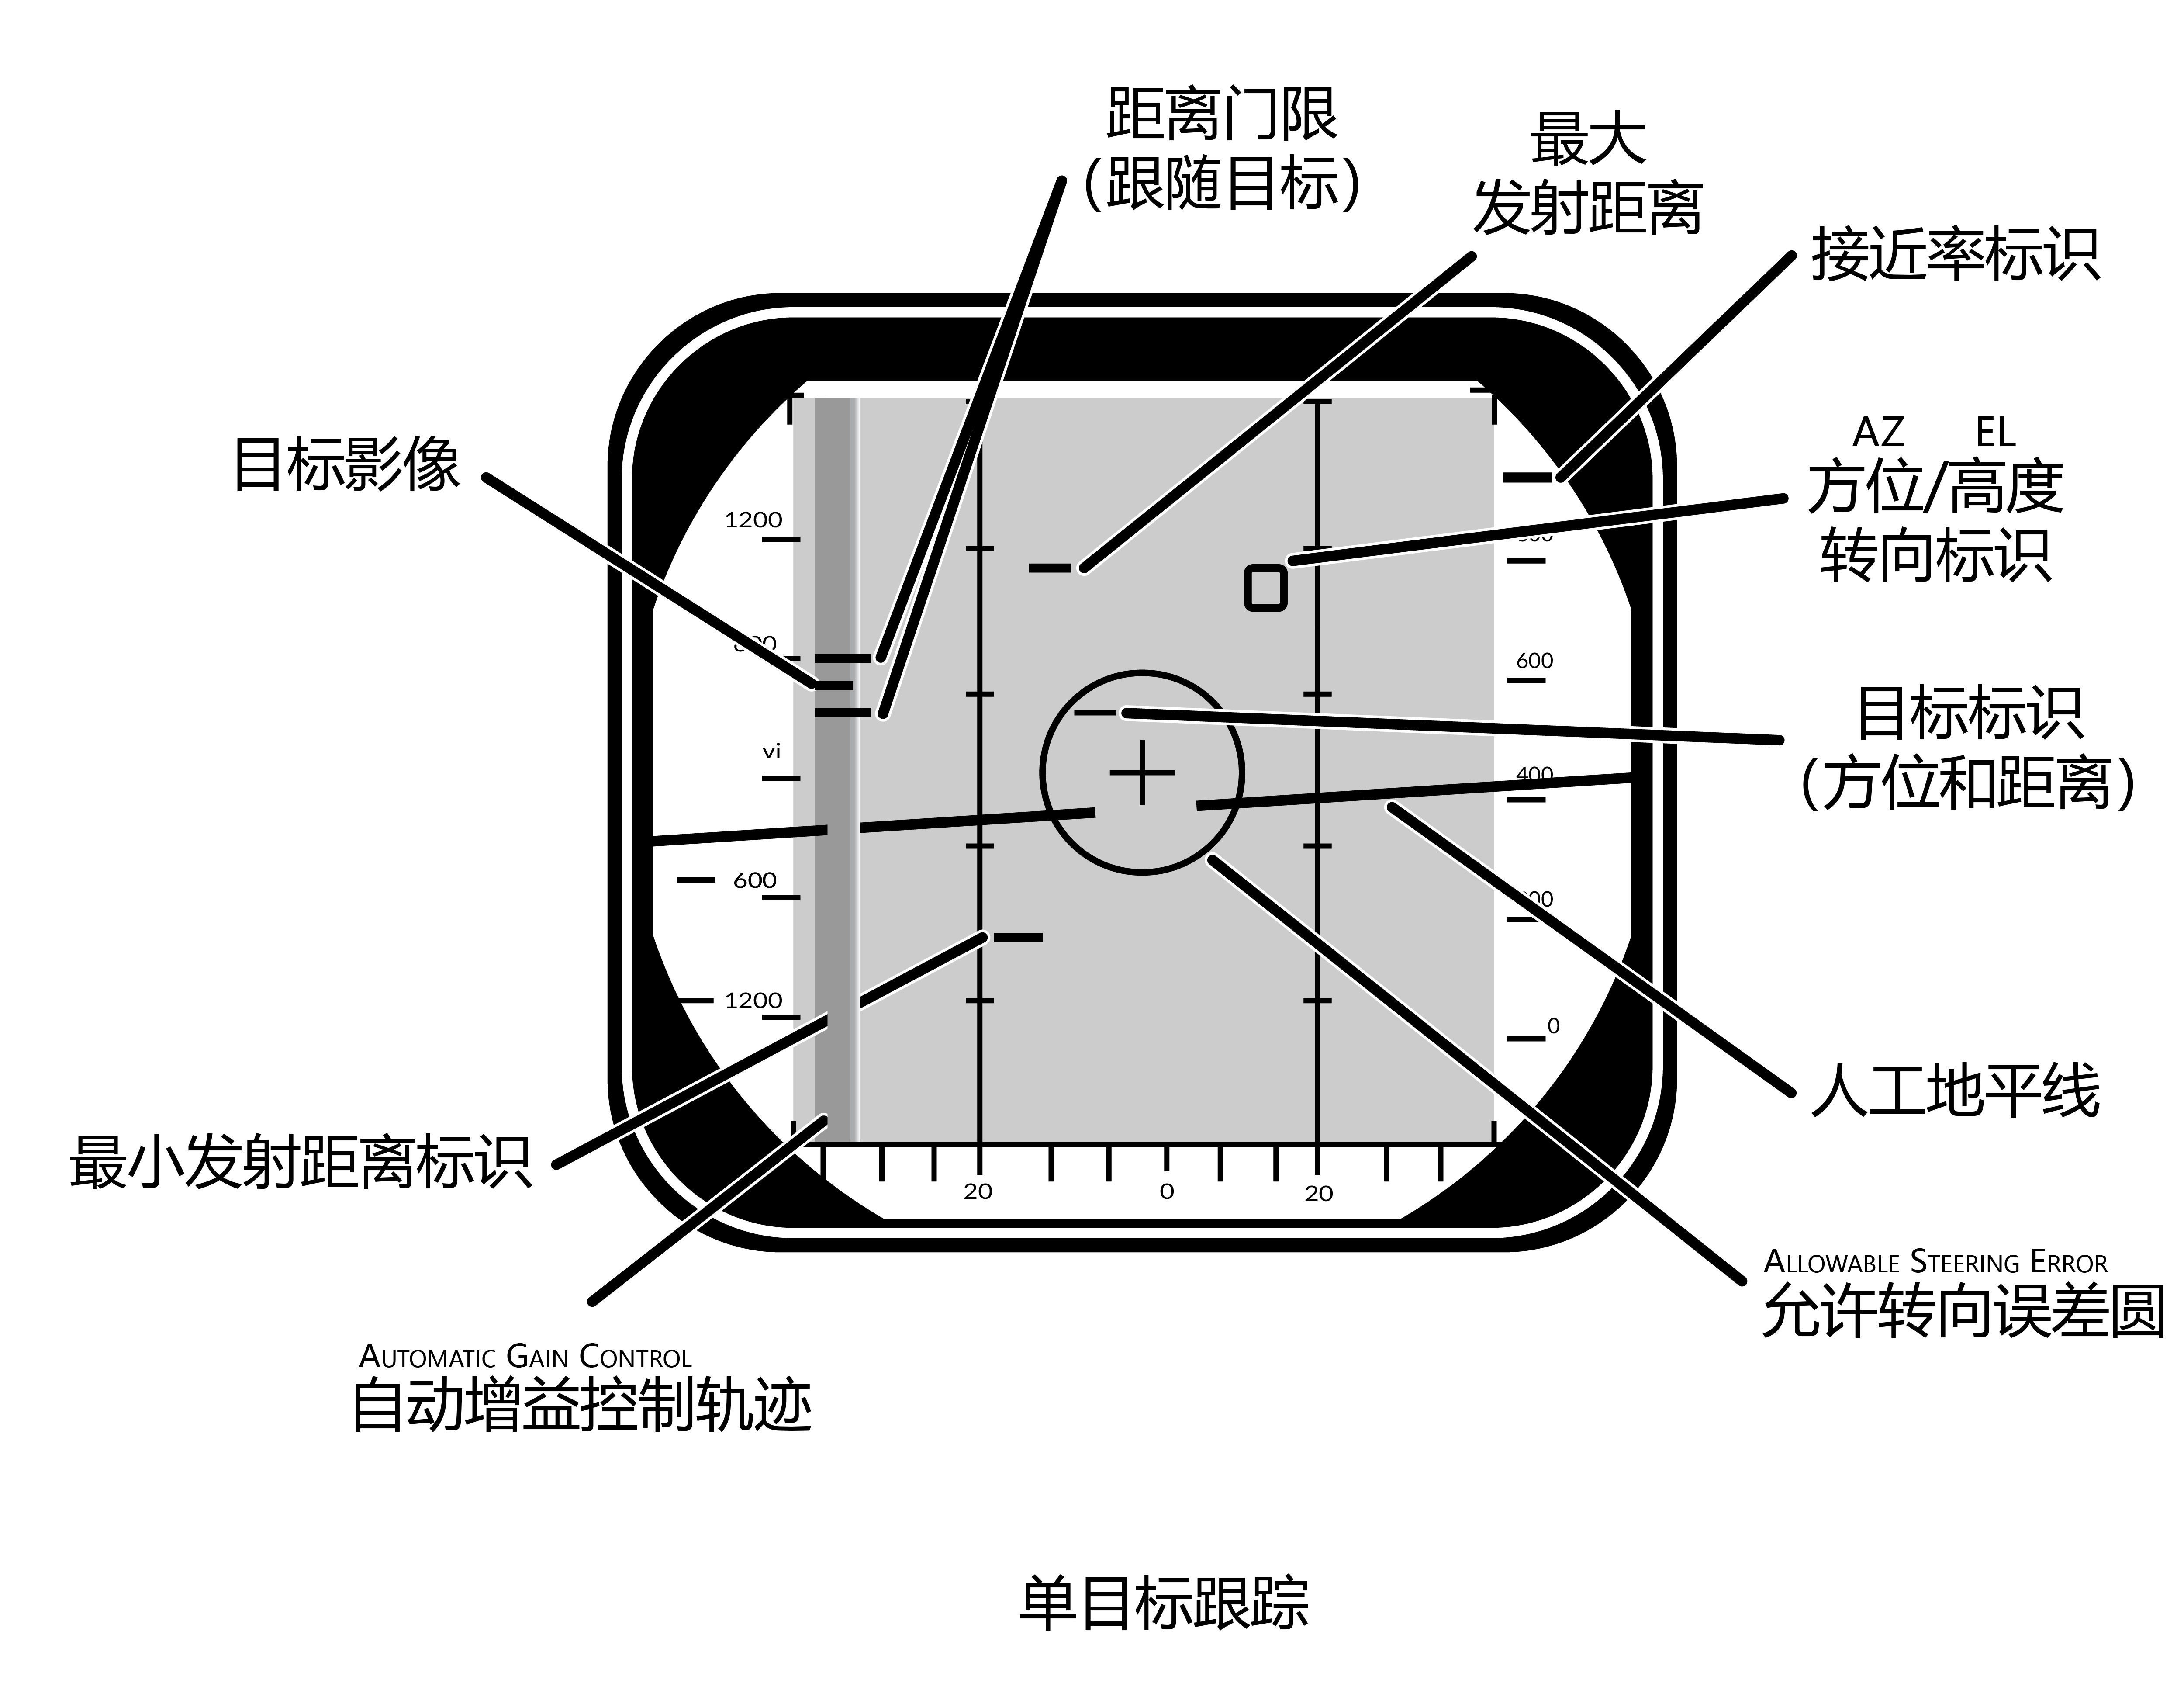 距离门限
(跟随目标)
最大
发射距离
接近率标识
AZ EL
方位/高度
转向标识
目标影像
1200
600
vi
目标标识
(方位和距离)
400
600
1200
0
人工地平线
最小发射距离标识
20 0 20
ALLOWABLE STEERING ERROR
允许转向误差圆
AUTOMATIC GAIN CONTROL
自动增益控制轨迹
单目标跟踪